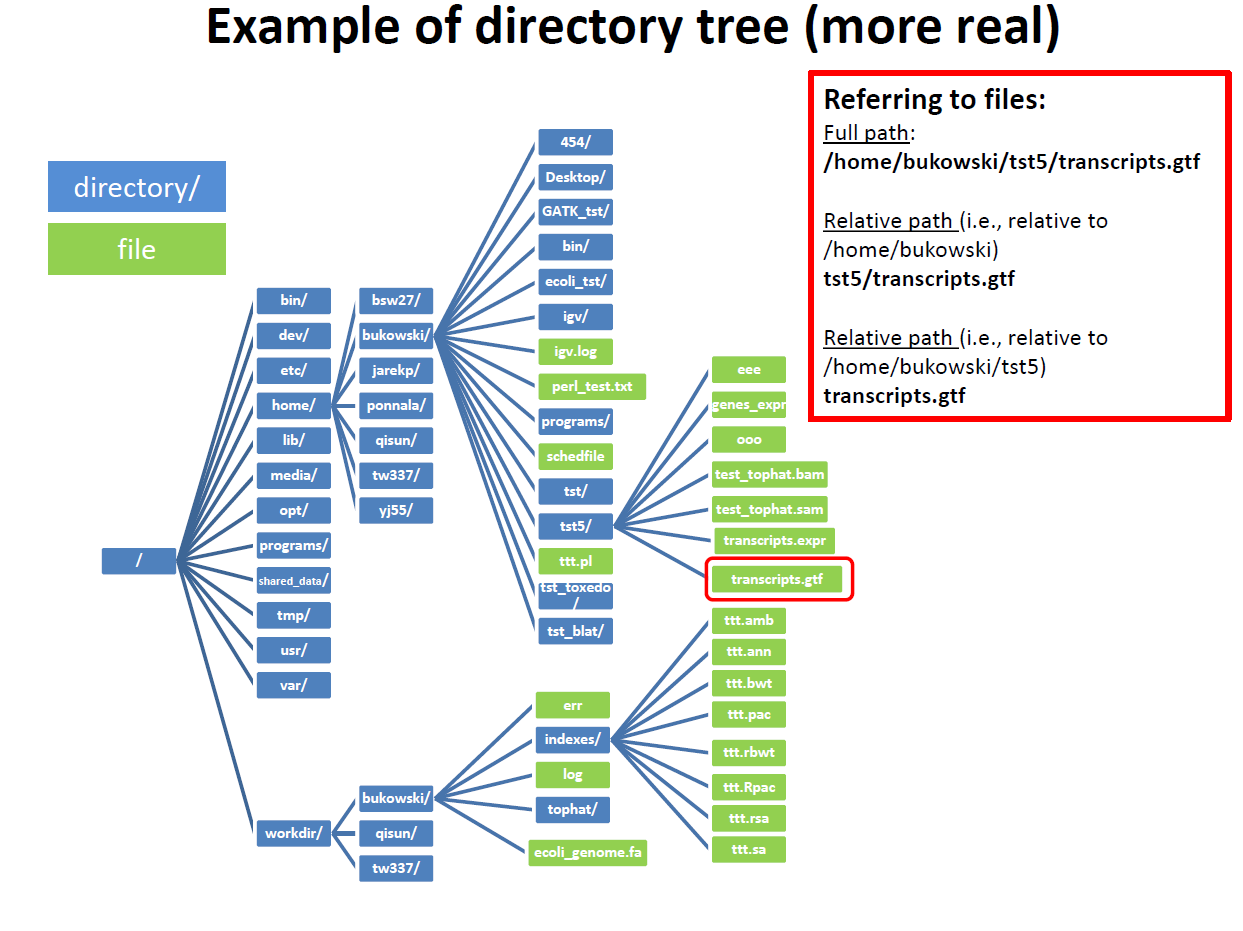 Example of directory tree (more real)
Referring to files:
Full path:
/home/bukowski/tst5/transcripts.gtf
Relative path (i.e., relative to
/home/bukowski)
tst5/transcripts.gtf
Relative path (i.e., relative to
/home/bukowski/tst5)
transcripts.gtf
directory/
file
/
bin/
dev/
etc/
home/
lib/
media/
opt/
programs/
shared_data/
tmp/
usr/
var/
workdir/
bsw27/
bukowski/
jarekp/
ponnala/
qisun/
tw337/
yj55/
bukowski/
qisun/
tw337/
454/
Desktop/
GATK_tst/
bin/
ecoli_tst/
igv/
igv.log
perl_test.txt
programs/
schedfile
tst/
tst5/
ttt.pl
tst_toxedo
/
tst_blat/
err
indexes/
log
tophat/
ecoli_genome.fa
eee
genes_expr
ooo
test_tophat.bam
test_tophat.sam
transcripts.expr
transcripts.gtf
ttt.amb
ttt.ann
ttt.bwt
ttt.pac
ttt.rbwt
ttt.Rpac
ttt.rsa
ttt.sa